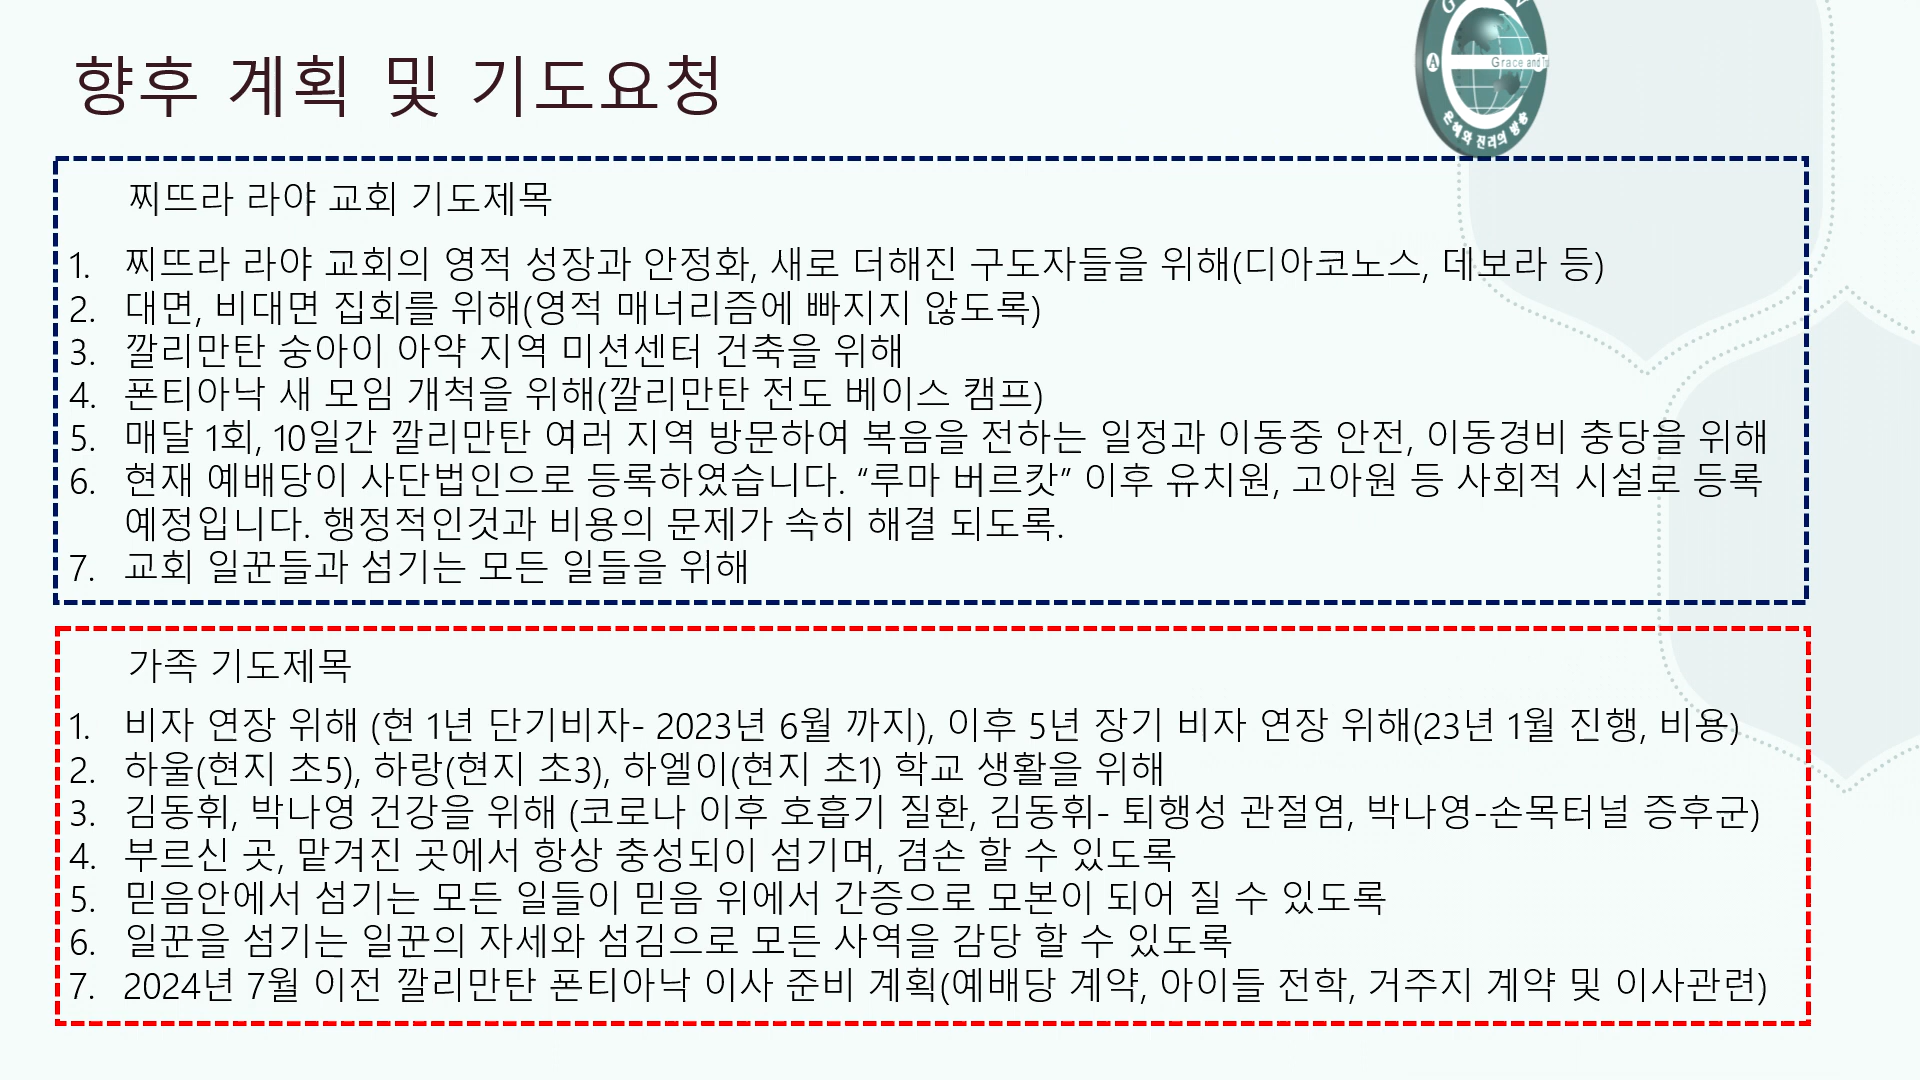 향후 계획 및 기도요청
A
Grace and
은혜와 진리의 방송
찌뜨라 라야 교회 기도제목
1. 찌뜨라 라야 교회의 영적 성장과 안정화, 새로 더해진 구도자들을 위해(디아코노스, 데보라 등)
2. 대면, 비대면 집회를 위해(영적 매너리즘에 빠지지 않도록)
3. 깔리만탄 숭아이 아약 지역 미션센터 건축을 위해
4. 폰티아낙 새 모임 개척을 위해(깔리만탄 전도 베이스 캠프)
5. 매달 1회, 10일간 깔리만탄 여러 지역 방문하여 복음을 전하는 일정과 이동중 안전, 이동경비 충당을 위해
6. 현재 예배당이 사단법인으로 등록하였습니다. “루마 버르캇” 이후 유치원, 고아원 등 사회적 시설로 등록
예정입니다. 행정적인것과 비용의 문제가 속히 해결 되도록.
7. 교회 일꾼들과 섬기는 모든 일들을 위해
가족 기도제목
1. 비자 연장 위해 (현 1년 단기비자- 2023년 6월 까지), 이후 5년 장기 비자 연장 위해(23년 1월 진행, 비용)
2. 하울(현지 초5), 하랑(현지 초3), 하엘이(현지 초1) 학교 생활을 위해
3. 김동휘, 박나영 건강을 위해 (코로나 이후 호흡기 질환, 김동휘- 퇴행성 관절염, 박나영-손목터널 증후군)
4. 부르신 곳, 맡겨진 곳에서 항상 충성되이 섬기며, 겸손 할 수 있도록
5. 믿음안에서 섬기는 모든 일들이 믿음 위에서 간증으로 모본이 되어 질 수 있도록
6. 일꾼을 섬기는 일꾼의 자세와 섬김으로 모든 사역을 감당 할 수 있도록
7. 2024년 7월 이전 깔리만탄 폰티아낙 이사 준비 계획(예배당 계약, 아이들 전학, 거주지 계약 및 이사관련)